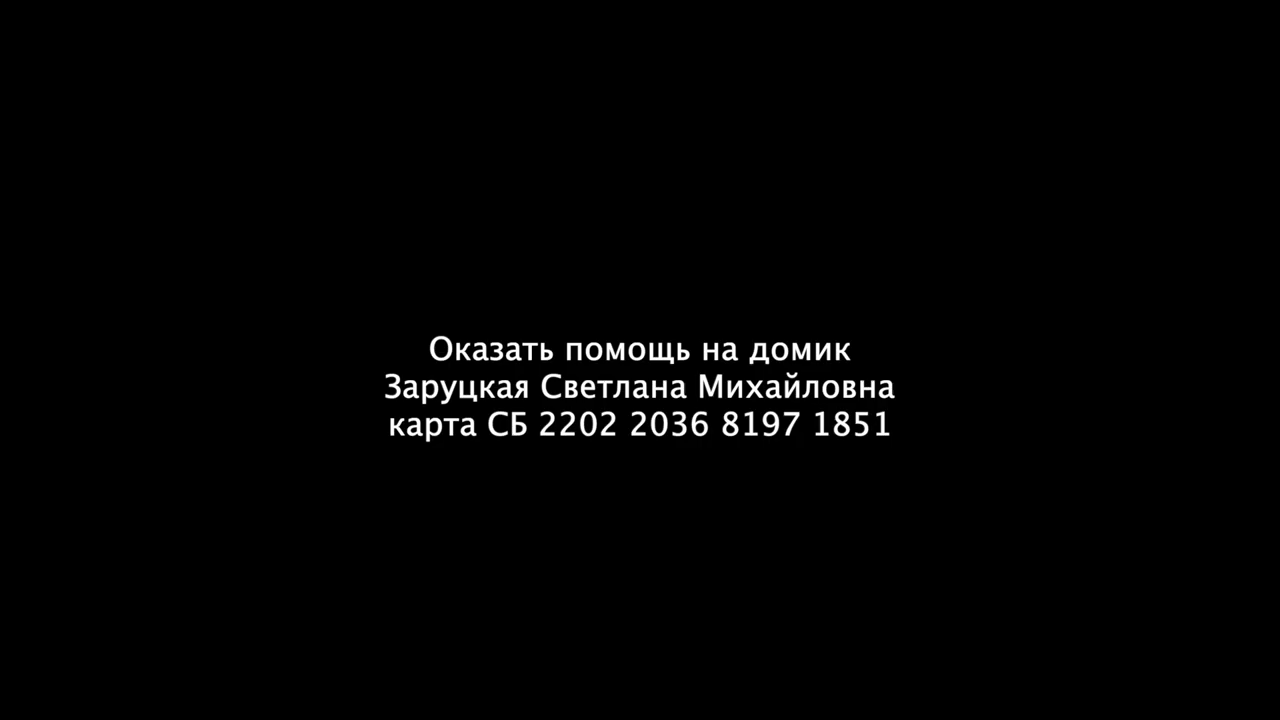 Оказать помощь на домик
Заруцкая Светлана Михайловна
карта СБ 2202 2036 8197 1851